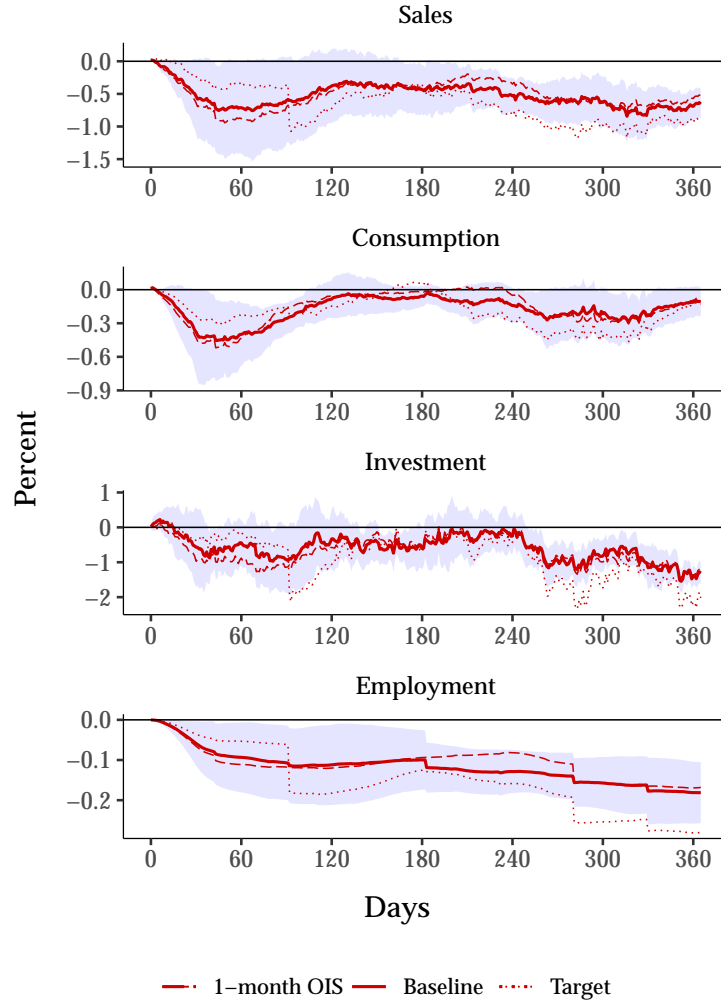 Sales
0.0
−0.5
−1.0
−1.5
0 60 120 180 240 300 360
Consumption
0.0
−0.3
−0.6
−0.9
0 60 120 180 240 300 360
Percent
Investment
1
0
−1
−2
0 60 120 180 240 300 360
Employment
0.0
−0.1
−0.2
0 60 120 180 240 300 360
Days
1−month OIS Baseline Target